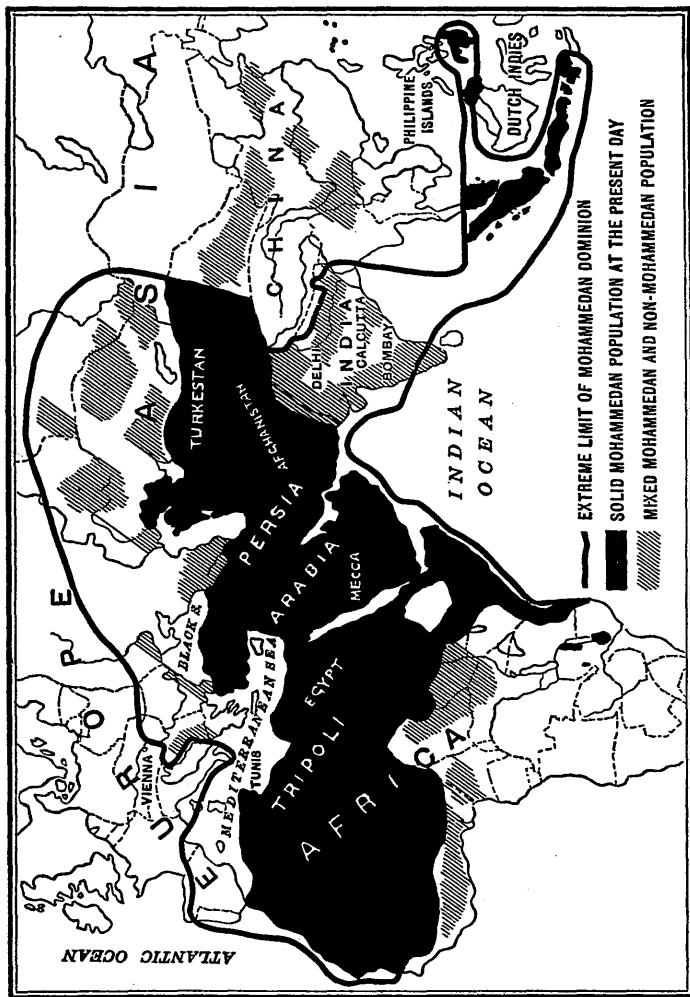 ATLANTIC OCEAN
EUROPE
VIENNA
BLACK S.
MEDITERRANEAN SEA
TUNIS
TRIPOLI
EGYPT
AFRICA
ARABIA
MECCA
PERSIA
AFGHANISTAN
TURKESTAN
ASIA
CHINA
DELHI
INDIA
CALCUTTA
BOMBAY
INDIAN
OCEAN
PHILIPPINE
ISLANDS
DUTCH INDIES
EXTREME LIMIT OF MOHAMMEDAN DOMINION
SOLID MOHAMMEDAN POPULATION AT THE PRESENT DAY
MIXED MOHAMMEDAN AND NON-MOHAMMEDAN POPULATION